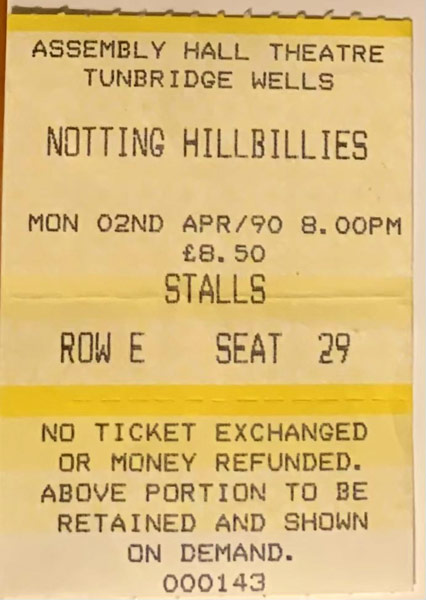 ASSEMBLY HALL THEATRE
TUNBRIDGE WELLS
NOTTING HILLBILLIES
MON 02ND APR/90 8.00PM
£8.50
STALLS
ROW E SEAT 29
NO TICKET EXCHANGED
OR MONEY REFUNDED.
ABOVE PORTION TO BE
RETAINED AND SHOWN
ON DEMAND.
000143